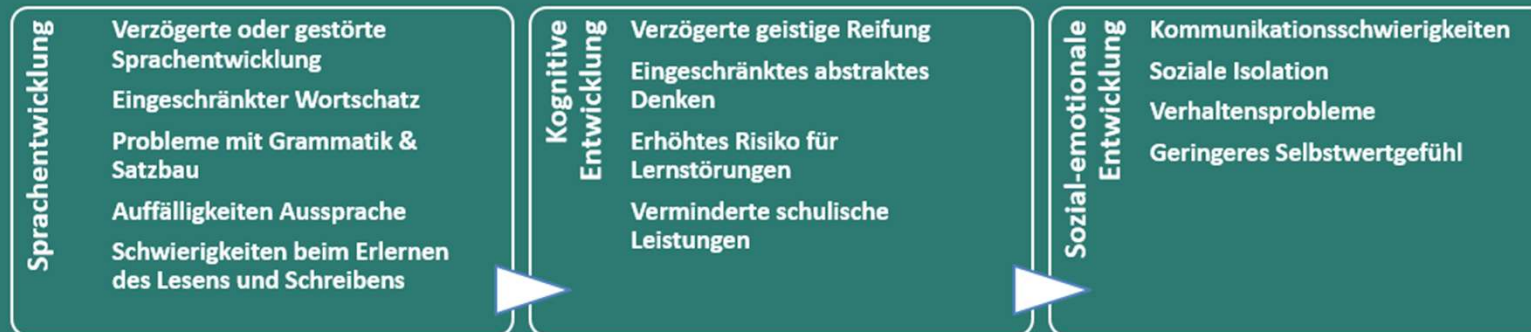 Sprachentwicklung
Verzögerte oder gestörte
Sprachentwicklung
Eingeschränkter Wortschatz
Probleme mit Grammatik &
Satzbau
Auffälligkeiten Aussprache
Schwierigkeiten beim Erlernen
des Lesens und Schreibens
Kognitive
Entwicklung
Verzögerte geistige Reifung
Eingeschränktes abstraktes
Denken
Erhöhtes Risiko für
Lernstörungen
Verminderte schulische
Leistungen
Sozial-emotionale
Entwicklung
Kommunikationsschwierigkeiten
Soziale Isolation
Verhaltensprobleme
Geringeres Selbstwertgefühl